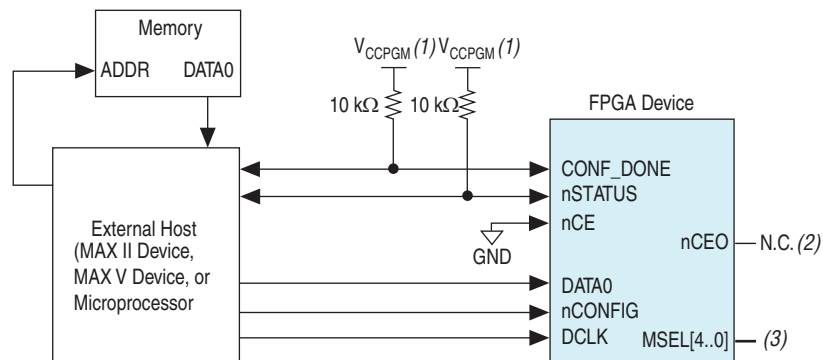 Memory
ADDR DATA0
V_CCPGM (1) V_CCPGM (1)
10 kΩ 10 kΩ
FPGA Device
CONF_DONE
nSTATUS
nCE
GND
nCEO N.C. (2)
External Host
(MAX II Device,
MAX V Device, or
Microprocessor
DATA0
nCONFIG
DCLK MSEL[4..0] (3)